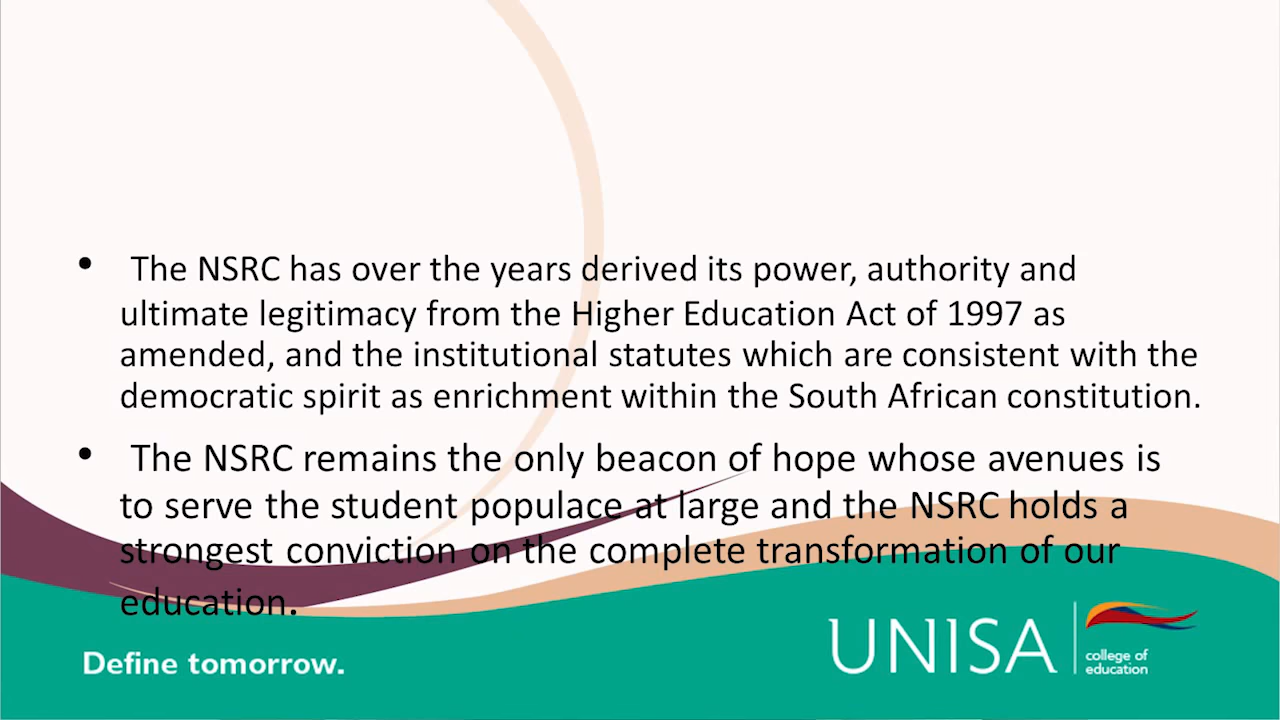 • The NSRC has over the years derived its power, authority and
ultimate legitimacy from the Higher Education Act of 1997 as
amended, and the institutional statutes which are consistent with the
democratic spirit as enrichment within the South African constitution.
• The NSRC remains the only beacon of hope whose avenues is
to serve the student populace at large and the NSRC holds a
strongest conviction on the complete transformation of our
education.
Define tomorrow.
UNISA
college of
education